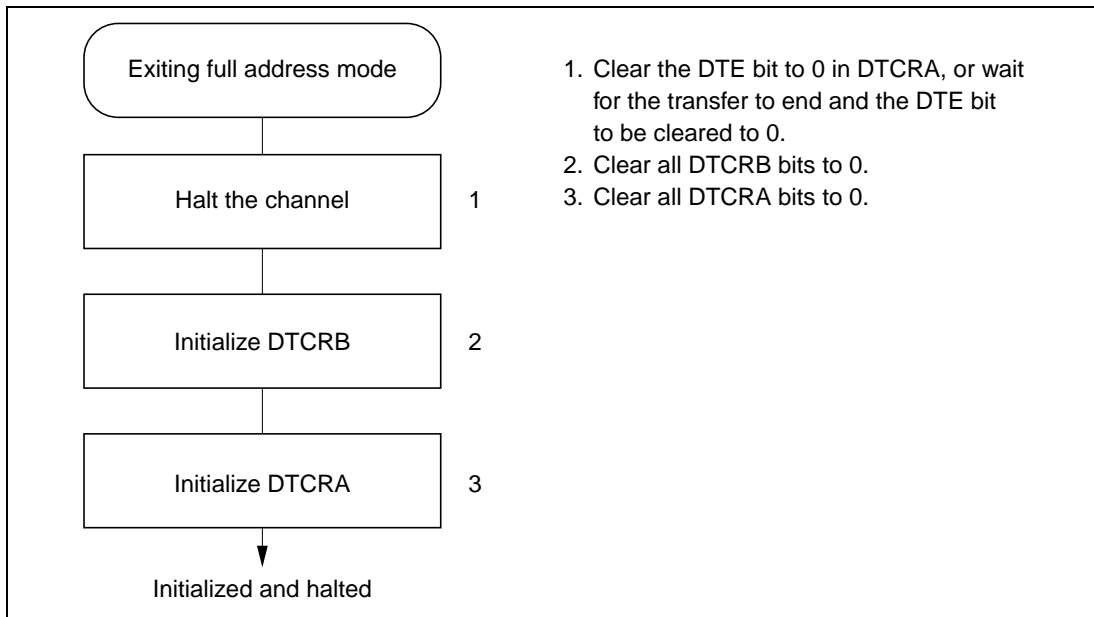 Exiting full address mode
Halt the channel
1
Initialize DTCRB
2
Initialize DTCRA
3
Initialized and halted
1. Clear the DTE bit to 0 in DTCRA, or wait
for the transfer to end and the DTE bit
to be cleared to 0.
2. Clear all DTCRB bits to 0.
3. Clear all DTCRA bits to 0.